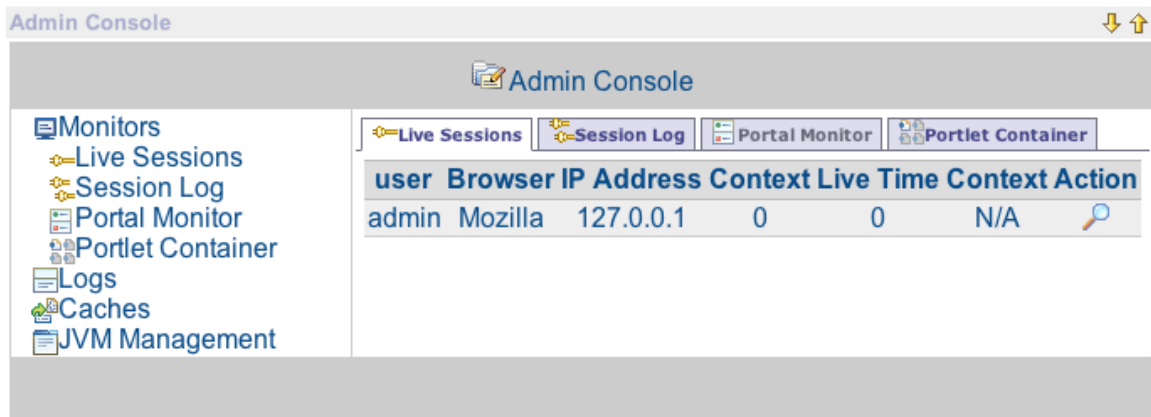 Admin Console
Admin Console
Monitors
Live Sessions
Session Log
Portal Monitor
Portlet Container
Logs
Caches
JVM Management
Live Sessions Session Log Portal Monitor Portlet Container
user Browser IP Address Context Live Time Context Action
admin Mozilla 127.0.0.1 0 0 N/A